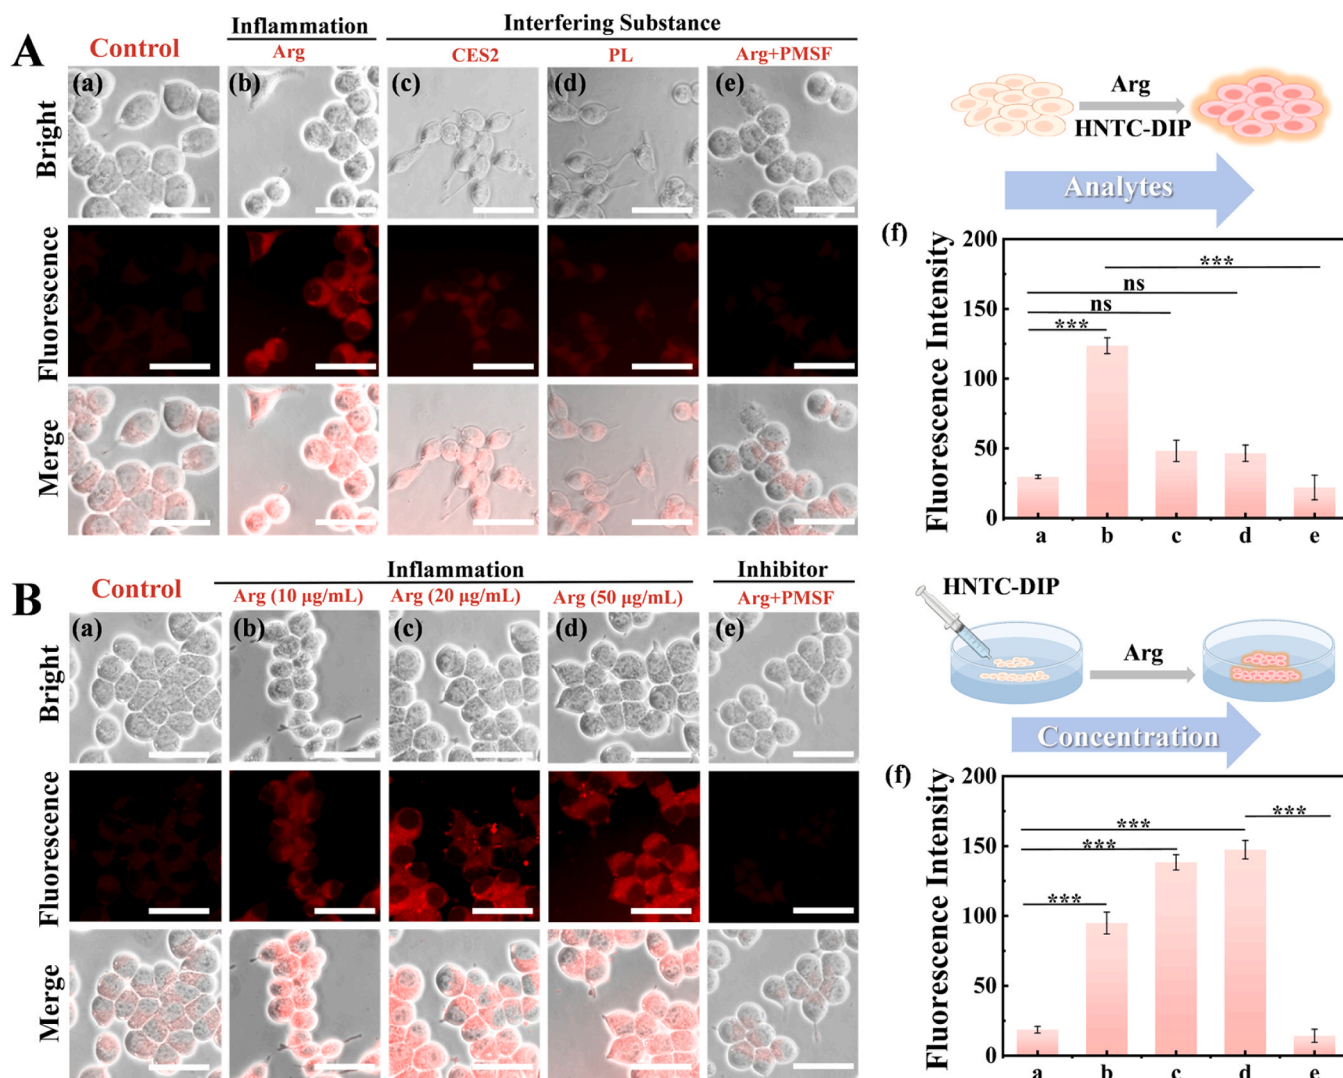 A
Control
Inflammation
Arg
Interfering Substance
CES2
PL
Arg+PMSF
(a)
(b)
(c)
(d)
(e)
Bright
Fluorescence
Merge
Arg
HNTC-DIP
Analytes
(f)
Fluorescence Intensity
200
150
100
50
0
***
ns
ns
***
a
b
c
d
e
B
Control
Inflammation
Arg (10 μg/mL)
Arg (20 μg/mL)
Arg (50 μg/mL)
Inhibitor
Arg+PMSF
(a)
(b)
(c)
(d)
(e)
Bright
Fluorescence
Merge
HNTC-DIP
Arg
Concentration
(f)
Fluorescence Intensity
200
150
100
50
0
***
***
***
***
a
b
c
d
e